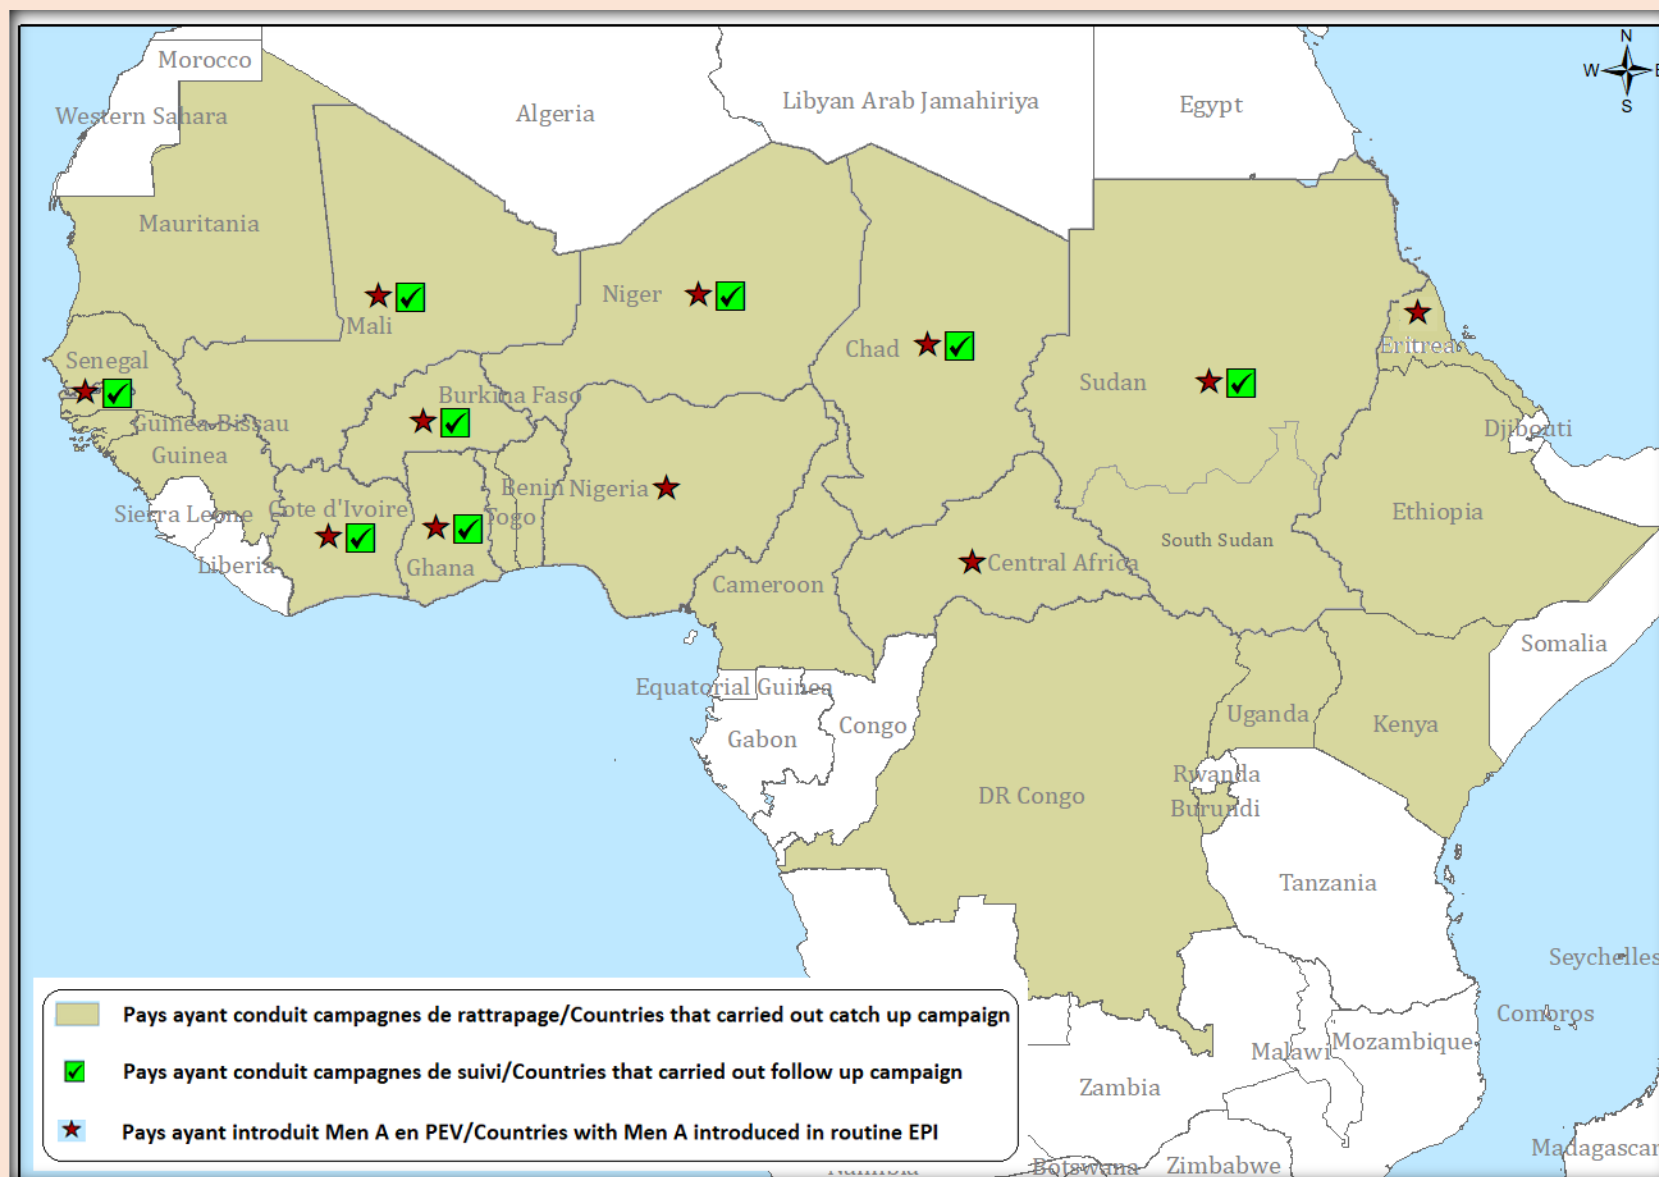 N
Morocco
W
E
Libyan Arab Jamahiriya
Egypt
Algeria
S
Western Sahara
Mauritania
Niger
Mali
Eritrea
Chad
Senegal
Sudan
Burkina Faso
Guinea-Bissau
Djibouti
Guinea
Benin
Nigeria
Cote d'Ivoire
Ethiopia
Sierra Leone
Togo
South Sudan
Liberia
Ghana
Central Africa
Cameroon
Somalia
Equatorial Guinea
Uganda
Kenya
Congo
Gabon
Rwanda
DR Congo
Burundi
Tanzania
Seychelles
Comoros
Pays ayant conduit campagnes de rattrapage/Countries that carried out catch up campaign
Malawi
Mozambique
Pays ayant conduit campagnes de suivi/Countries that carried out follow up campaign
Zambia
Pays ayant introduit Men A en PEV/Countries with Men A introduced in routine EPI
Madagascar
Namibia
Botswana
Zimbabwe